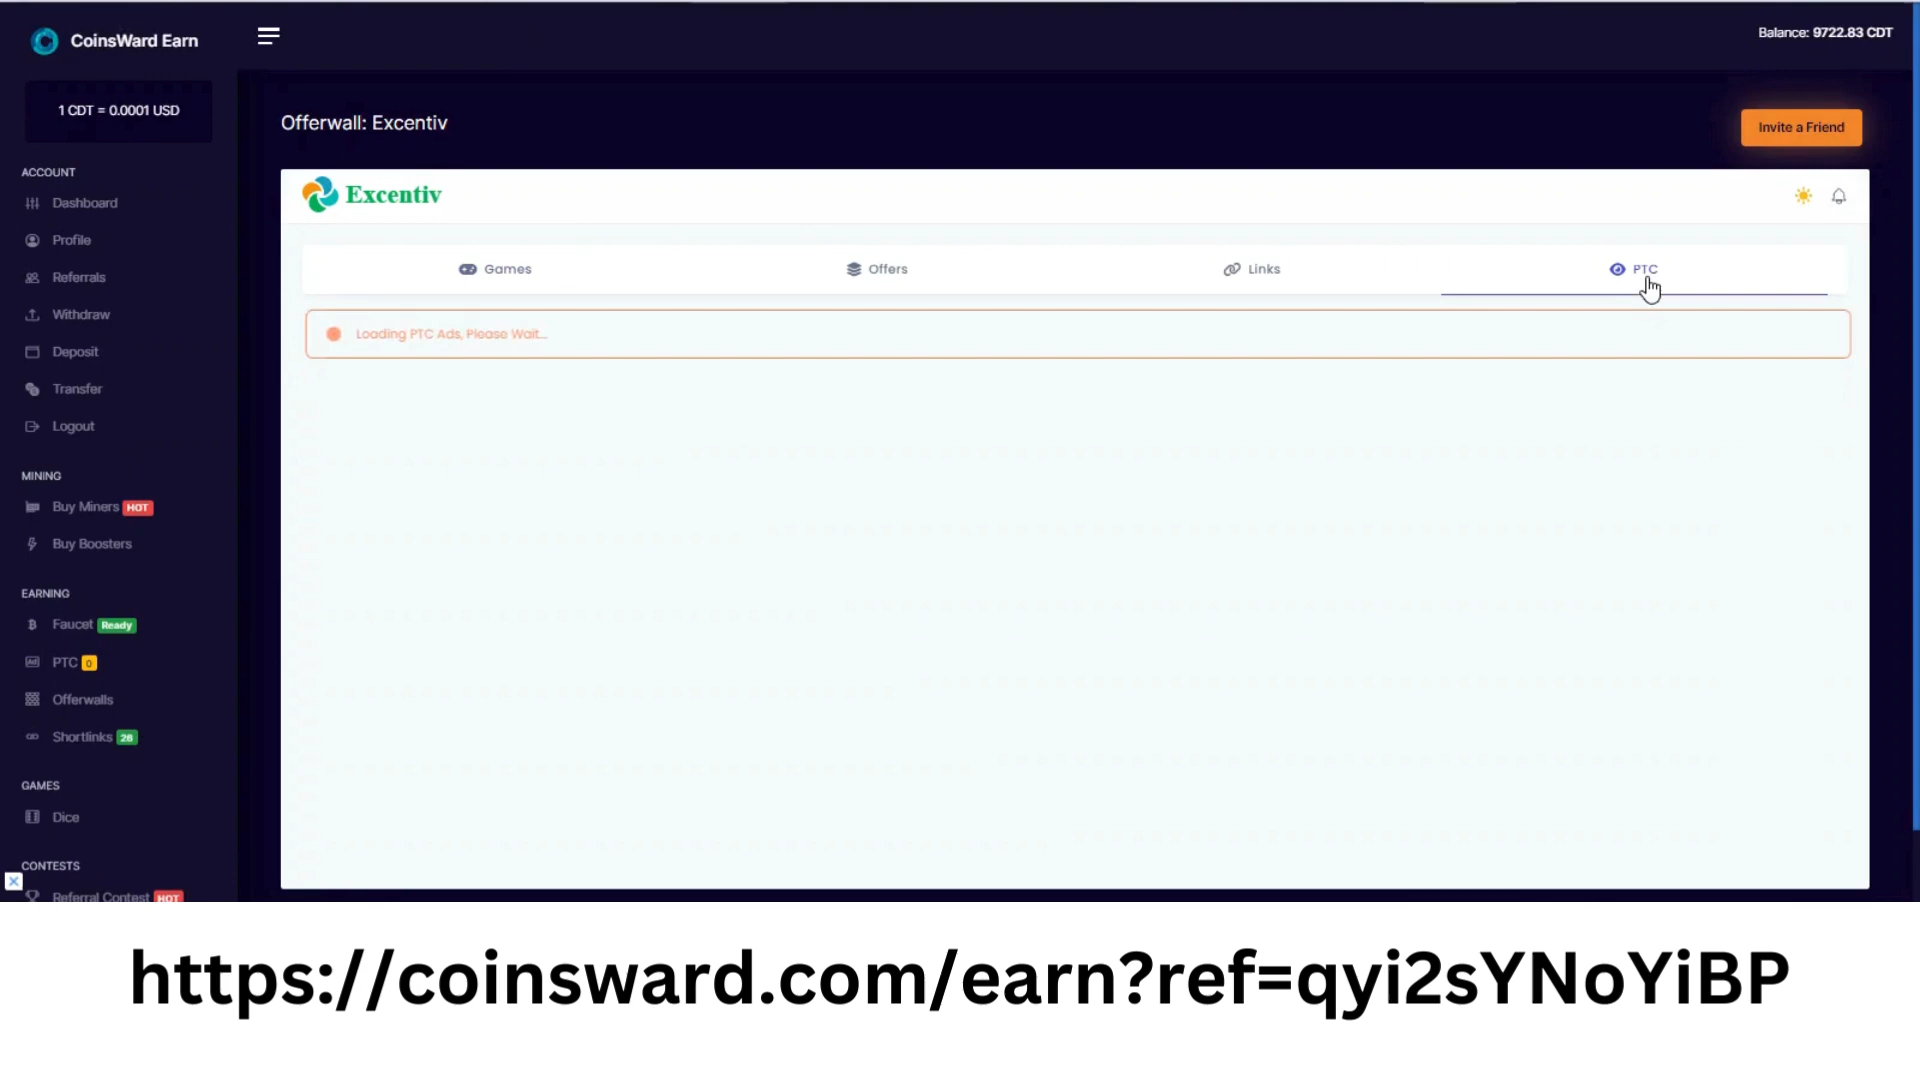 CoinsWard Earn
Balance: 9722.83 CDT
1 CDT = 0.0001 USD
Offerwall: Excentiv
Invite a Friend
Excentiv
Games
Offers
Links
PTC
Loading PTC Ads, Please Wait...
ACCOUNT
Dashboard
Profile
Referrals
Withdraw
Deposit
Transfer
Logout
MINING
Buy Miners HOT
Buy Boosters
EARNING
Faucet Ready
PTC 0
Offerwalls
Shortlinks 26
GAMES
Dice
CONTESTS
Referral Contest HOT
https://coinsward.com/earn?ref=qyi2sYNoYiBP